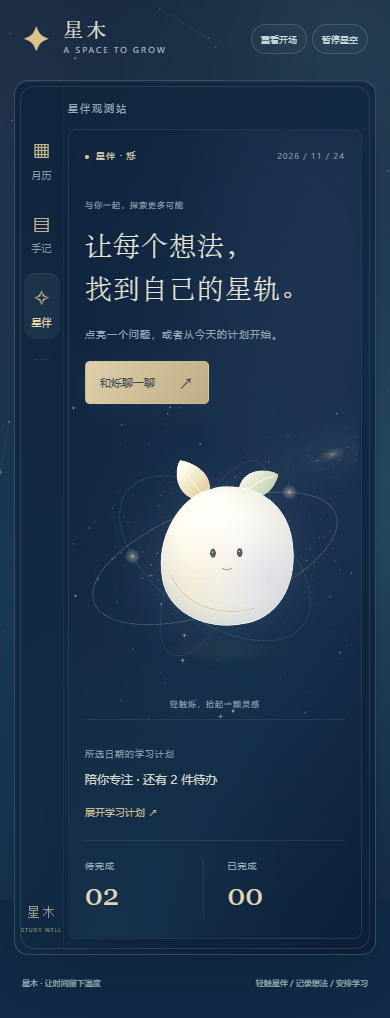 星木
A SPACE TO GROW
重看开场
暂停星空
星伴观测站
月历
手记
星伴
星伴 · 烁
2026 / 11 / 24
与你一起，探索更多可能
让每个想法，
找到自己的星轨。
点亮一个问题，或者从今天的计划开始。
和烁聊一聊 ↗
轻触烁，拾起一颗灵感
所选日期的学习计划
陪你专注 · 还有 2 件待办
展开学习计划 ↗
待完成
02
已完成
00
星木
STUDY WELL
星木 · 让时间留下温度
轻触星伴 / 记录想法 / 安排学习